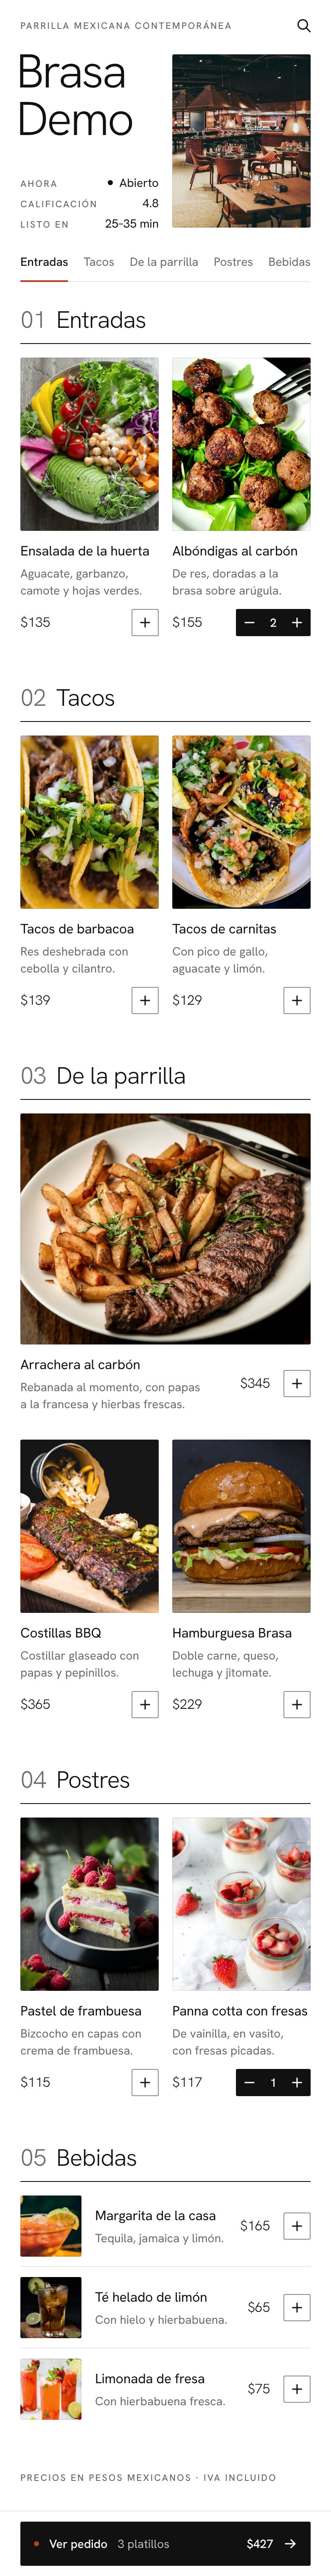 PARRILLA MEXICANA CONTEMPORÁNEA
Brasa
Demo
AHORA Abierto
CALIFICACIÓN 4.8
LISTO EN 25–35 min
Entradas Tacos De la parrilla Postres Bebidas
01 Entradas
Ensalada de la huerta
Aguacate, garbanzo,
camote y hojas verdes.
$135 +
Albóndigas al carbón
De res, doradas a la
brasa sobre arúgula.
$155 − 2 +
02 Tacos
Tacos de barbacoa
Res deshebrada con
cebolla y cilantro.
$139 +
Tacos de carnitas
Con pico de gallo,
aguacate y limón.
$129 +
03 De la parrilla
Arrachera al carbón
Rebanada al momento, con papas
a la francesa y hierbas frescas.
$345 +
Costillas BBQ
Costillar glaseado con
papas y pepinillos.
$365 +
Hamburguesa Brasa
Doble carne, queso,
lechuga y jitomate.
$229 +
04 Postres
Pastel de frambuesa
Bizcocho en capas con
crema de frambuesa.
$115 +
Panna cotta con fresas
De vainilla, en vasito,
con fresas picadas.
$117 − 1 +
05 Bebidas
Margarita de la casa
Tequila, jamaica y limón.
$165 +
Té helado de limón
Con hielo y hierbabuena.
$65 +
Limonada de fresa
Con hierbabuena fresca.
$75 +
PRECIOS EN PESOS MEXICANOS · IVA INCLUIDO
Ver pedido 3 platillos $427 →